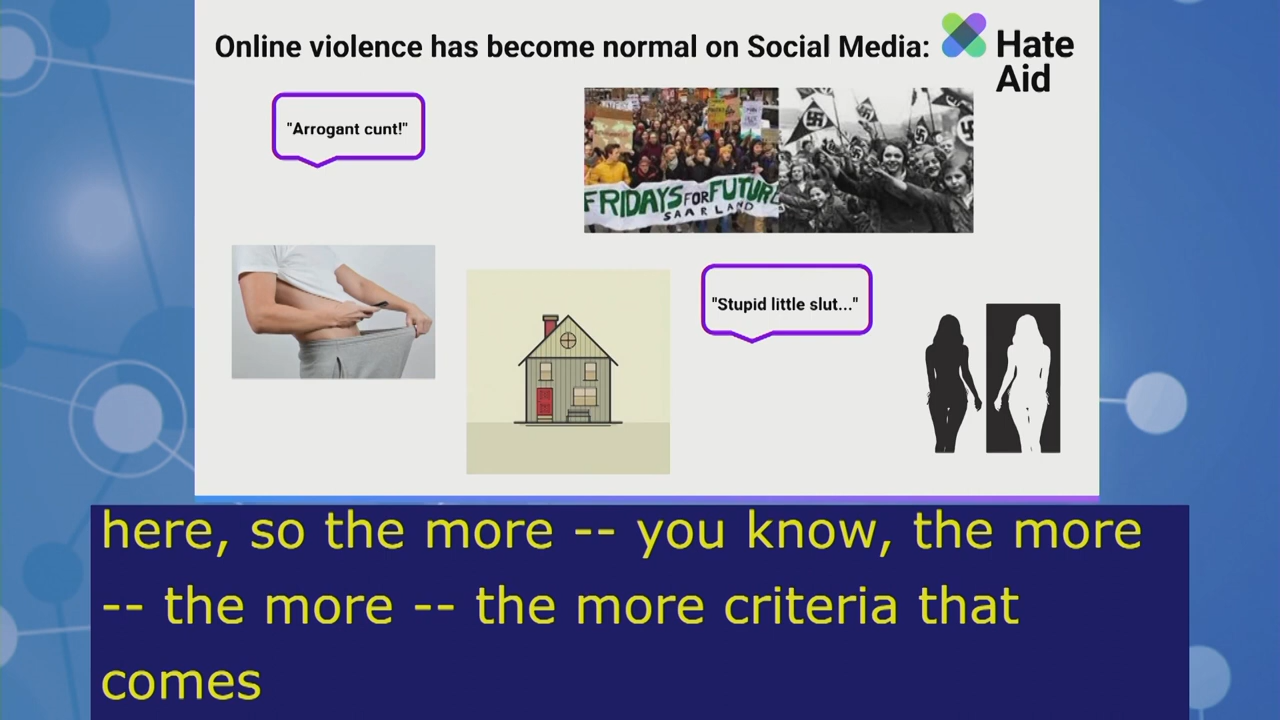 Online violence has become normal on Social Media:
Hate
Aid
"Arrogant cunt!"
FRIDAYS FOR FUTURE
SAARLAND
"Stupid little slut..."
here, so the more -- you know, the more
-- the more -- the more criteria that
comes